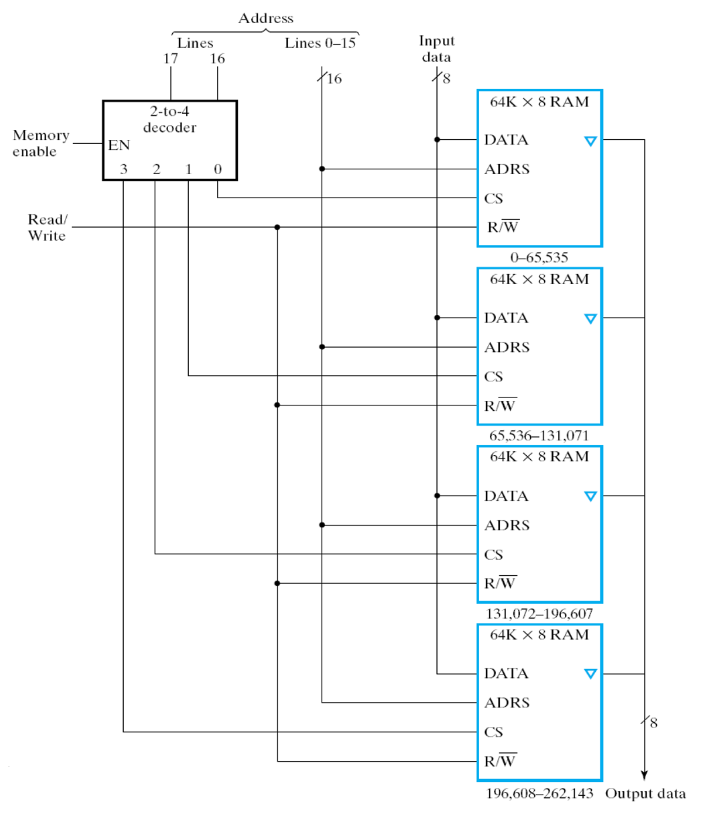 Address
Lines
Lines 0–15
Input
data
17
16
16
8
2-to-4
decoder
Memory
enable
EN
3 2 1 0
Read/
Write
64K × 8 RAM
DATA
ADRS
CS
R/W̅
0–65,535
64K × 8 RAM
DATA
ADRS
CS
R/W̅
65,536–131,071
64K × 8 RAM
DATA
ADRS
CS
R/W̅
131,072–196,607
64K × 8 RAM
DATA
ADRS
CS
R/W̅
8
196,608–262,143
Output data